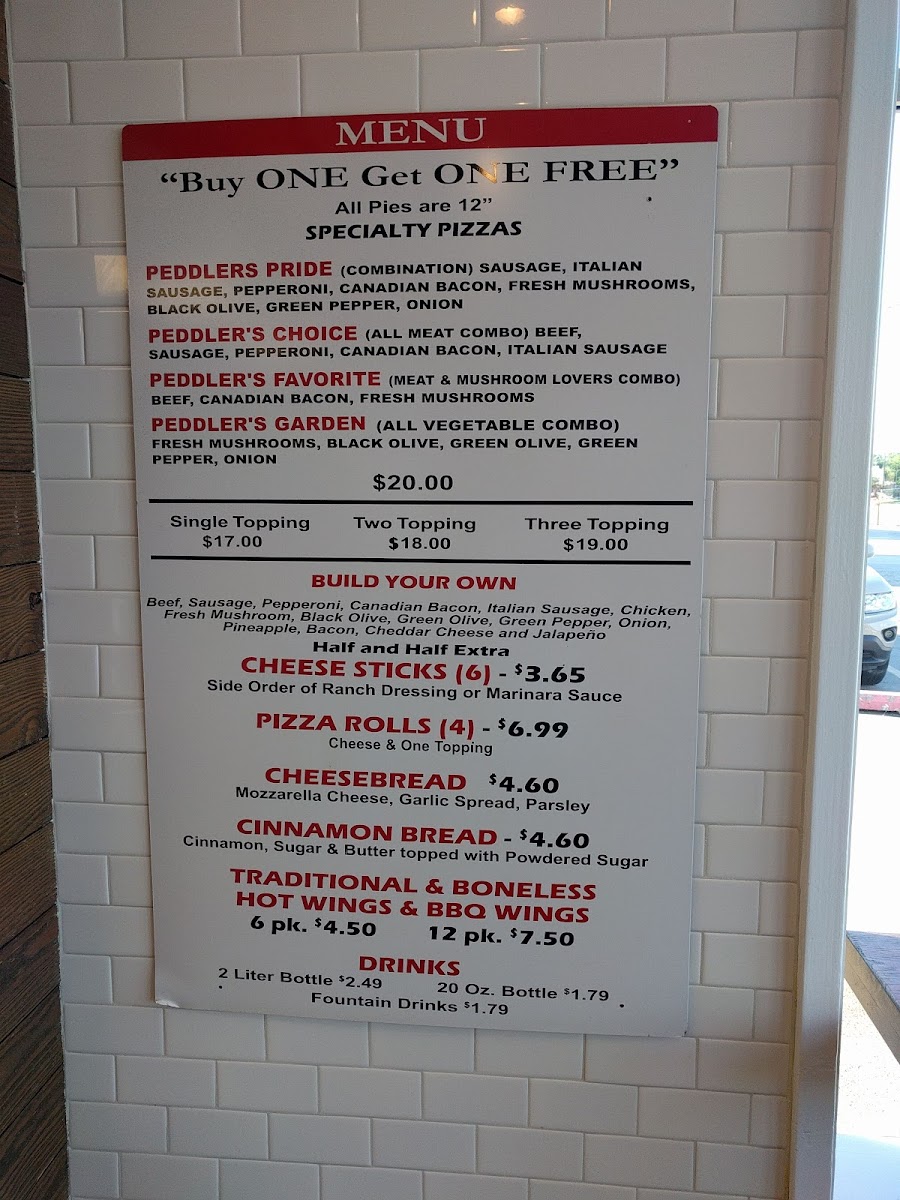 MENU
“Buy ONE Get ONE FREE”
All Pies are 12”
SPECIALTY PIZZAS
PEDDLERS PRIDE (COMBINATION) SAUSAGE, ITALIAN
SAUSAGE, PEPPERONI, CANADIAN BACON, FRESH MUSHROOMS,
BLACK OLIVE, GREEN PEPPER, ONION
PEDDLER'S CHOICE (ALL MEAT COMBO) BEEF,
SAUSAGE, PEPPERONI, CANADIAN BACON, ITALIAN SAUSAGE
PEDDLER'S FAVORITE (MEAT & MUSHROOM LOVERS COMBO)
BEEF, CANADIAN BACON, FRESH MUSHROOMS
PEDDLER'S GARDEN (ALL VEGETABLE COMBO)
FRESH MUSHROOMS, BLACK OLIVE, GREEN OLIVE, GREEN
PEPPER, ONION
$20.00
Single Topping Two Topping Three Topping
$17.00 $18.00 $19.00
BUILD YOUR OWN
Beef, Sausage, Pepperoni, Canadian Bacon, Italian Sausage, Chicken,
Fresh Mushroom, Black Olive, Green Olive, Green Pepper, Onion,
Pineapple, Bacon, Cheddar Cheese and Jalapeño
Half and Half Extra
CHEESE STICKS (6) - $3.65
Side Order of Ranch Dressing or Marinara Sauce
PIZZA ROLLS (4) - $6.99
Cheese & One Topping
CHEESEBREAD $4.60
Mozzarella Cheese, Garlic Spread, Parsley
CINNAMON BREAD - $4.60
Cinnamon, Sugar & Butter topped with Powdered Sugar
TRADITIONAL & BONELESS
HOT WINGS & BBQ WINGS
6 pk. $4.50 12 pk. $7.50
DRINKS
2 Liter Bottle $2.49 20 Oz. Bottle $1.79
Fountain Drinks $1.79